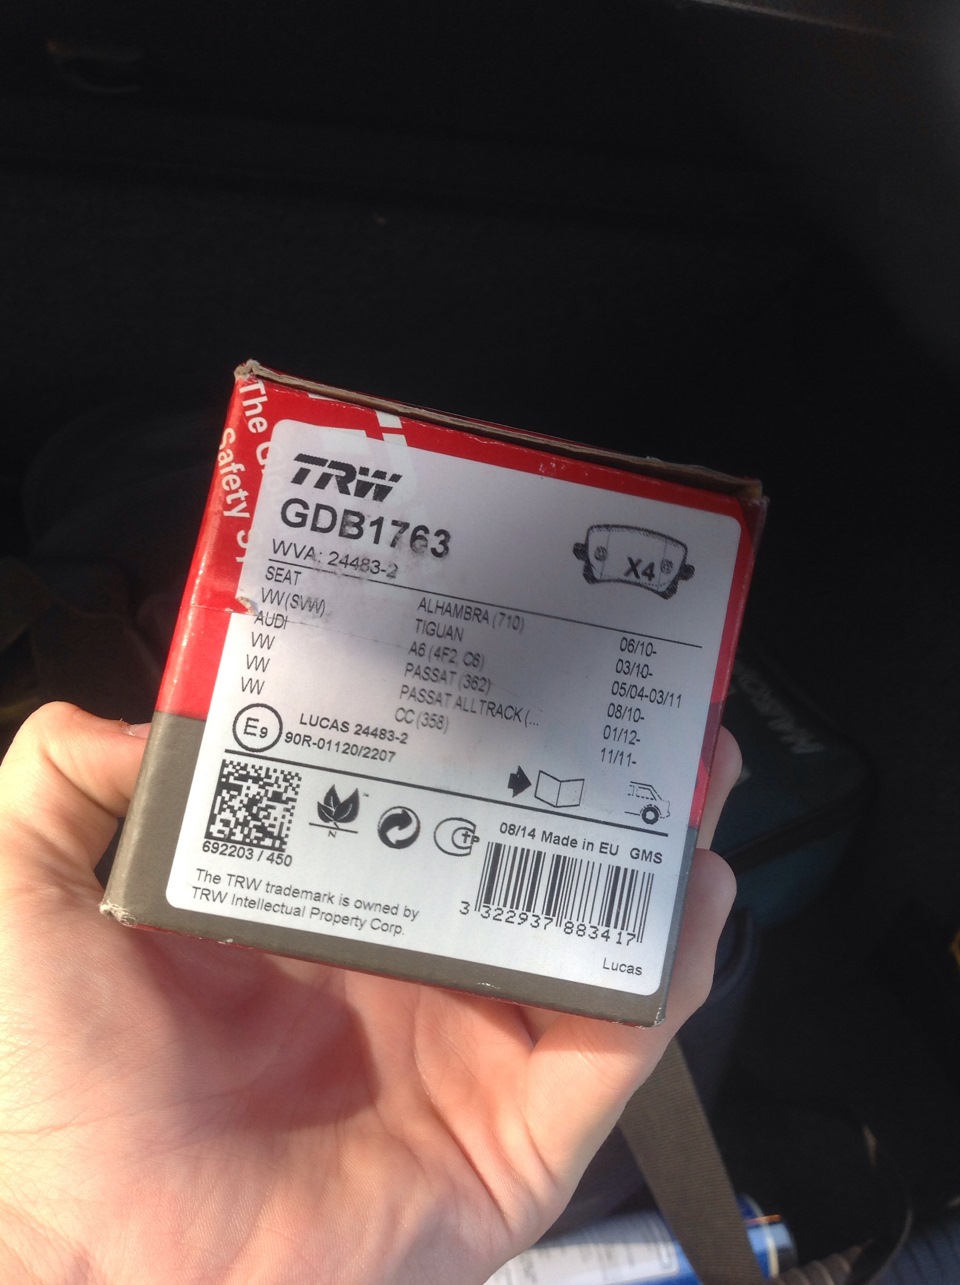 The
Safety
TRW
GDB1763
WVA: 24483-2
X4
SEAT ALHAMBRA (710) 06/10-
VW (SVW) TIGUAN 03/10-
AUDI A6 (4F2, C6) 05/04-03/11
VW PASSAT (362) 08/10-
VW PASSAT ALLTRACK (... 01/12-
VW CC (358) 11/11-
E9
LUCAS 24483-2
90R-01120/2207
692203 / 450
N
08/14 Made in EU GMS
3 322937 883417
The TRW trademark is owned by
TRW Intellectual Property Corp.
Lucas